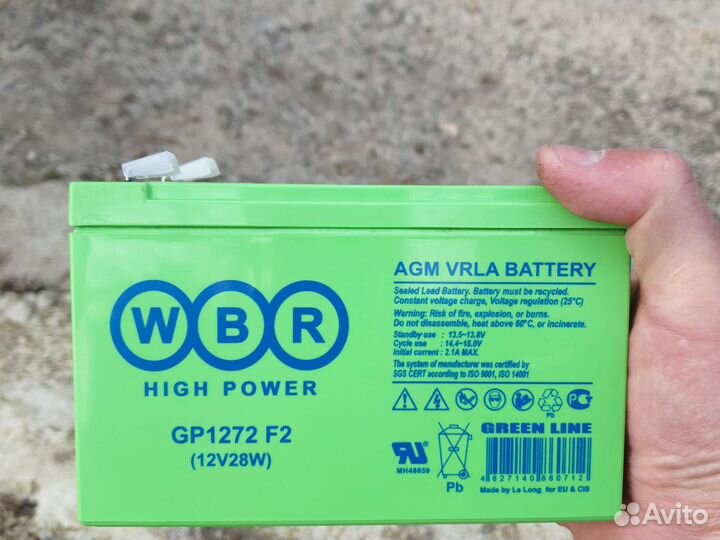 WBR
HIGH POWER
GP1272 F2
(12V28W)
AGM VRLA BATTERY
Sealed Lead Battery. Battery must be recycled.
Constant voltage charge, Voltage regulation (25°C)
Warning: Risk of fire, explosion, or burns.
Do not disassemble, heat above 60°C, or incinerate.
Standby use : 13.5~13.8V
Cycle use : 14.4~15.0V
Initial current : 2.1A MAX.
The system of manufacturer was certified by
SGS CERT according to ISO 9001, ISO 14001
Pb
GREEN LINE
MH48659
Pb
4627140660712
Made by Le Long for EU & CIS
Avito